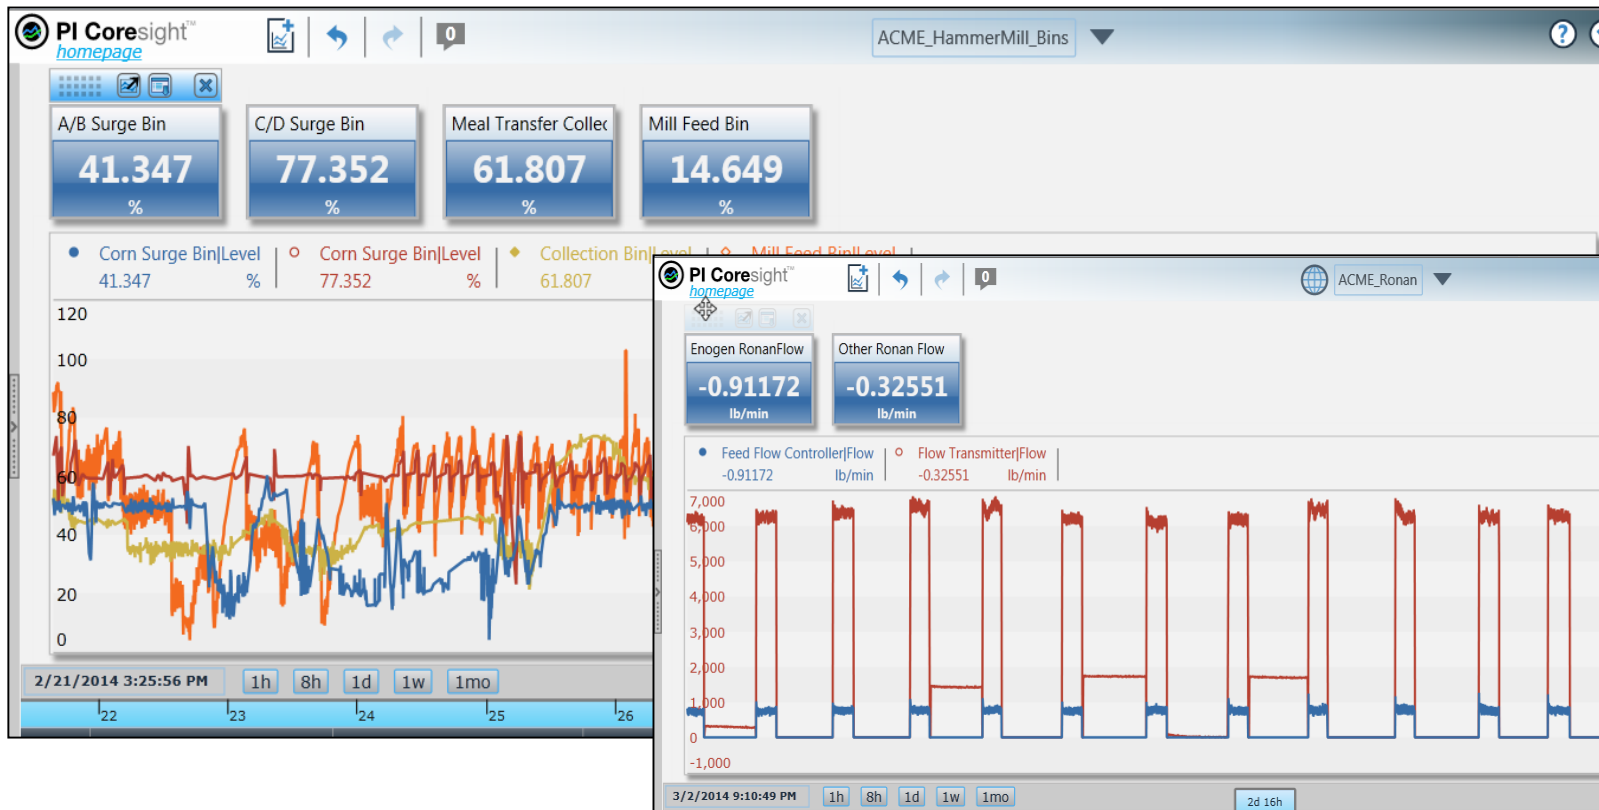 PI Coresight™
homepage
0
ACME_HammerMill_Bins
?
A/B Surge Bin
41.347
%
C/D Surge Bin
77.352
%
Meal Transfer Collec
61.807
%
Mill Feed Bin
14.649
%
Corn Surge Bin|Level
41.347 %
Corn Surge Bin|Level
77.352 %
Collection Bin|Level
61.807
Mill Feed Bin|Level
120
100
80
60
40
20
0
2/21/2014 3:25:56 PM
1h 8h 1d 1w 1mo
22 23 24 25 26
PI Coresight™
homepage
0
ACME_Ronan
Enogen RonanFlow
-0.91172
lb/min
Other Ronan Flow
-0.32551
lb/min
Feed Flow Controller|Flow
-0.91172 lb/min
Flow Transmitter|Flow
-0.32551 lb/min
7,000
6,000
5,000
4,000
3,000
2,000
1,000
0
-1,000
3/2/2014 9:10:49 PM
1h 8h 1d 1w 1mo
2d 16h